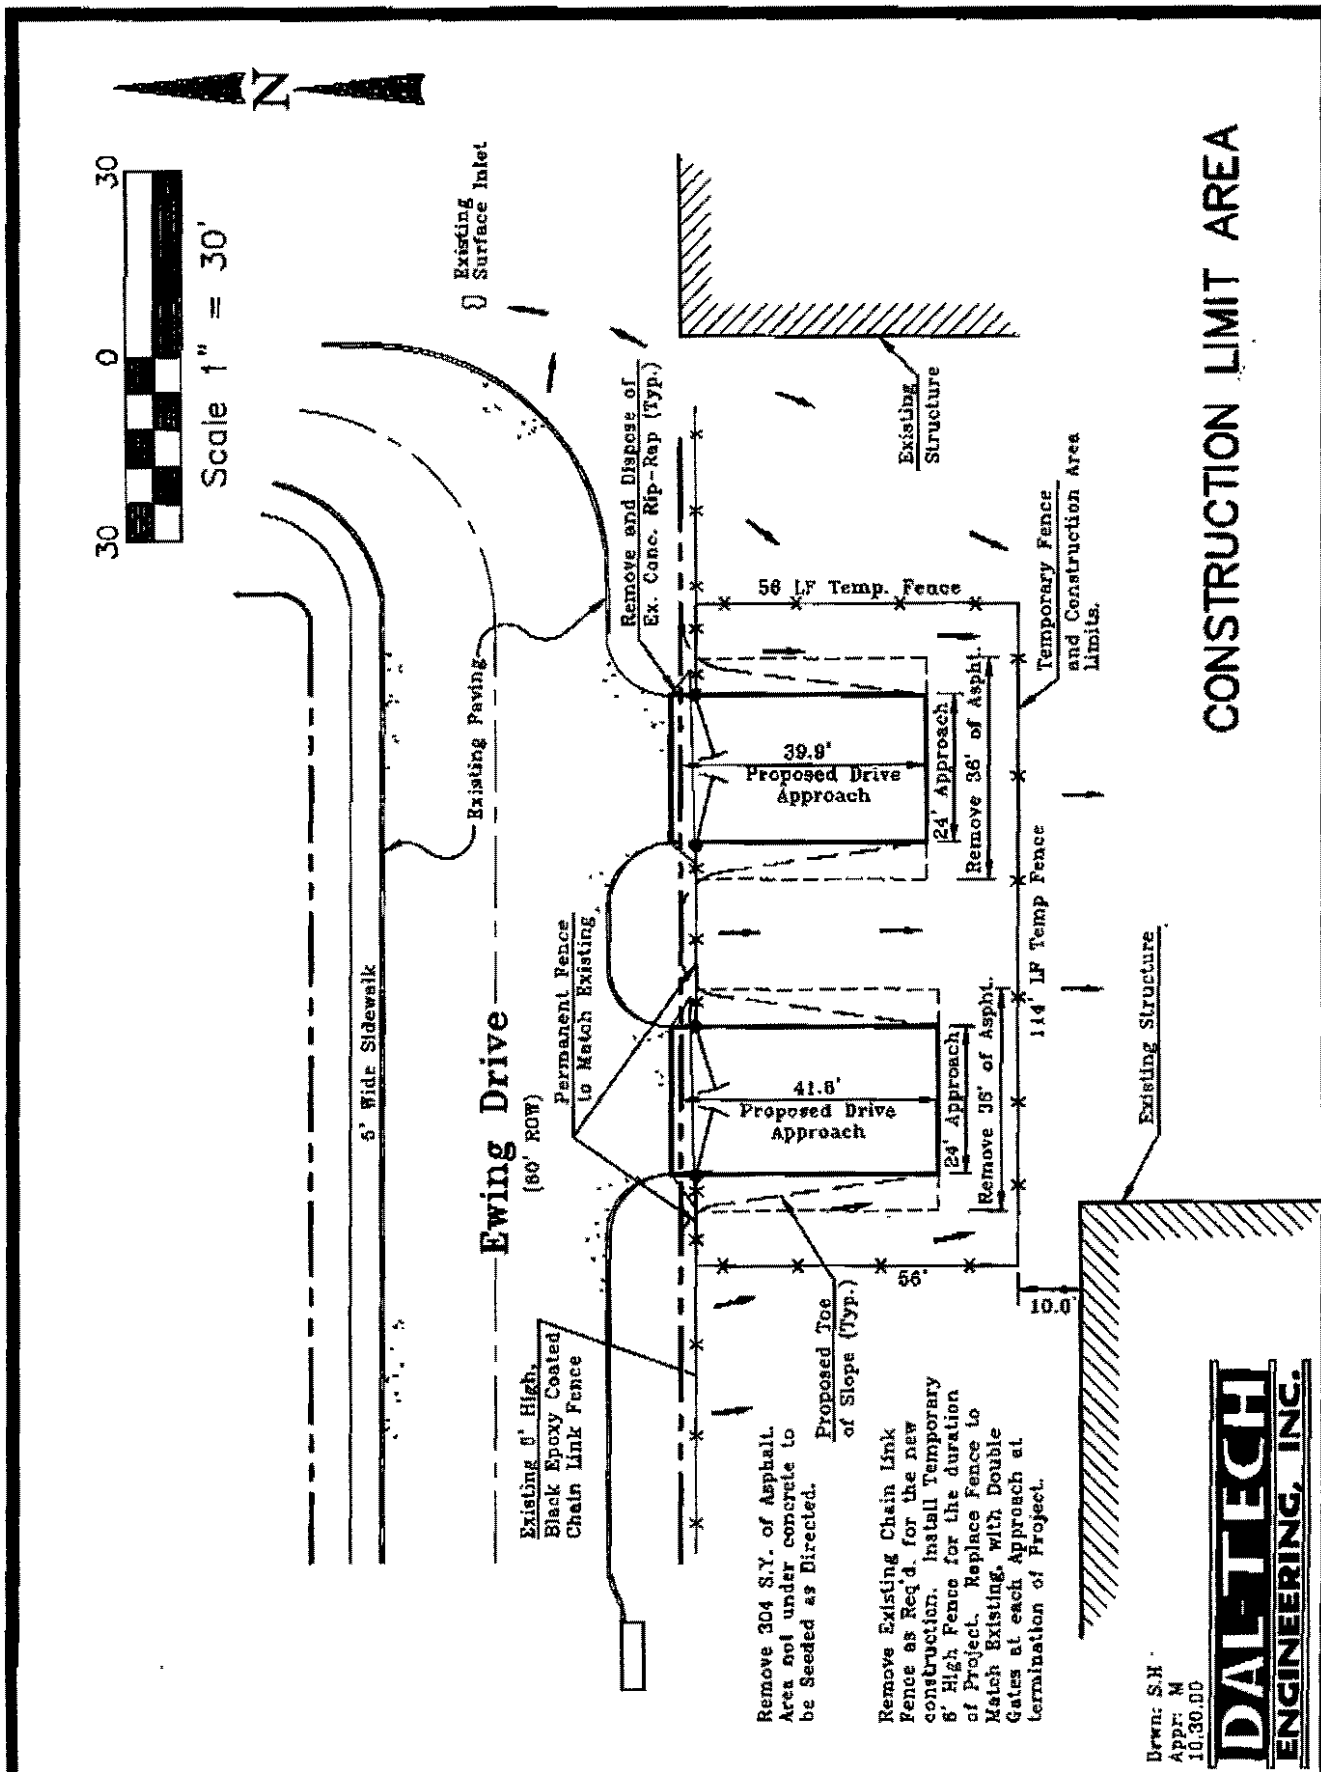 N
30
0
30
Scale 1" = 30'
Existing
Surface Inlet
Existing Paving
Remove and Dispose of
Ex. Conc. Rip-Rap (Typ.)
5' Wide Sidewalk
Ewing Drive
(60' ROW)
Permanent Fence
to Match Existing
Existing 6' High,
Black Epoxy Coated
Chain Link Fence
56 LF Temp. Fence
Existing
Structure
39.9'
Proposed Drive
Approach
24' Approach
Remove 36' of Aspht.
Temporary Fence
and Construction Area
Limits.
41.6'
Proposed Drive
Approach
24' Approach
Remove 36' of Aspht.
114' LF Temp Fence
Existing Structure
56'
10.0'
Proposed Toe
of Slope (Typ.)
Remove 304 S.Y. of Asphalt.
Area not under concrete to
be Seeded as Directed.
Remove Existing Chain Link
Fence as Req'd. for the new
construction. Install Temporary
6' High Fence for the duration
of Project. Replace Fence to
Match Existing, with Double
Gates at each Approach at
termination of Project.
CONSTRUCTION LIMIT AREA
Drwn: S.H
Appr: M
10.30.00
DAL-TECH
ENGINEERING, INC.